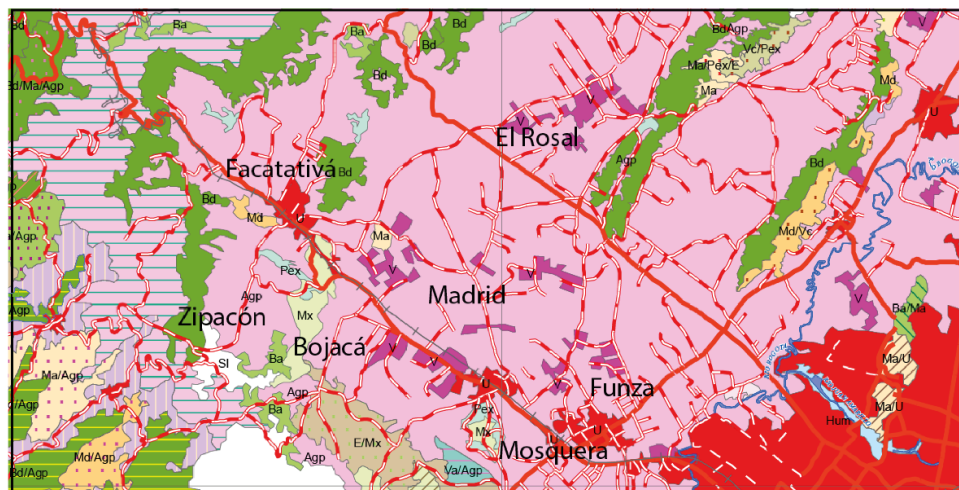 Bd
Ba
Ba
Bd
Bd
Bd/Agp
Vc/Pex
V
Ma/Pex/E
Ma
Md
U
Bd/Ma/Agp
V
V
El Rosal
Agp
Bd
Facatativá
Bd
Bd
Md
U
Ma
Md/Vc
Agp
Pex
V
V
V
Agp
Madrid
Zipacón
Mx
Ba/Ma
Bojacá
SI
Ba
V
V
V
Ma/U
Ma/Agp
Agp
U
Funza
Ma/U
Ba
Pex
Mx
U
U
Hum
E/Mx
Mosquera
Md/Agp
Bd/Agp
Agp
Va/Agp